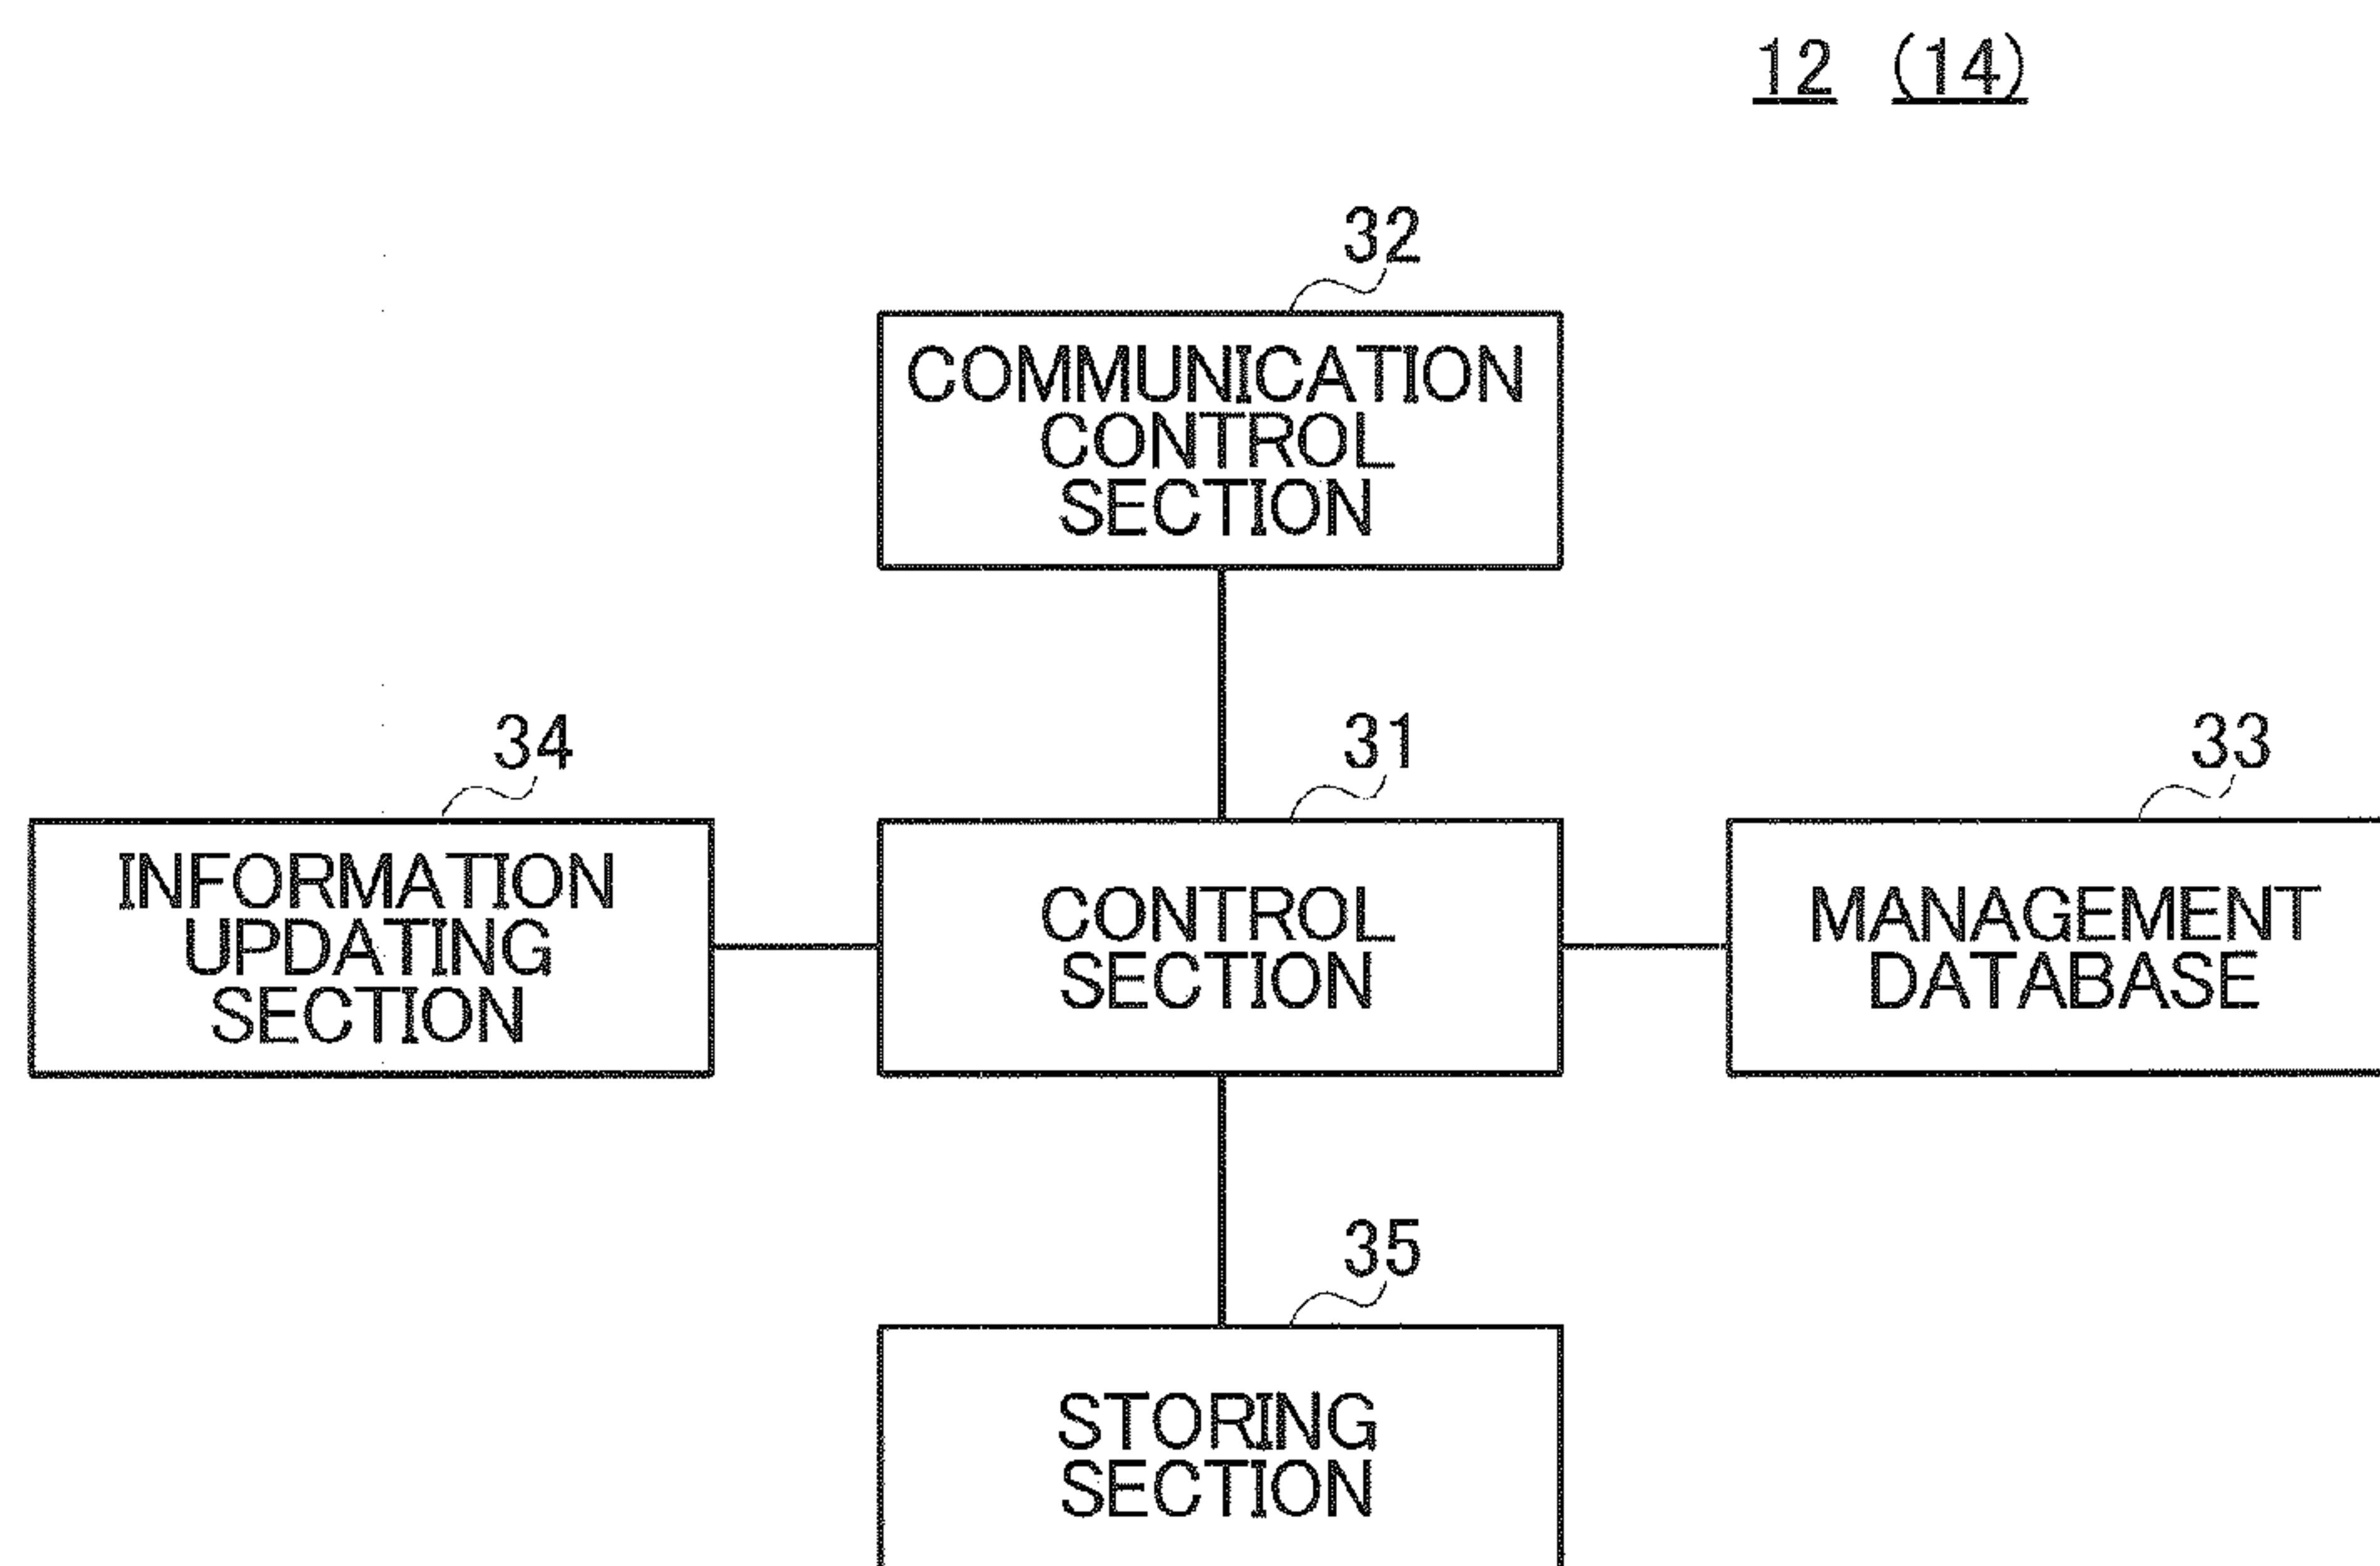 12 (14)
32
COMMUNICATION
CONTROL
SECTION
34
INFORMATION
UPDATING
SECTION
31
CONTROL
SECTION
33
MANAGEMENT
DATABASE
35
STORING
SECTION